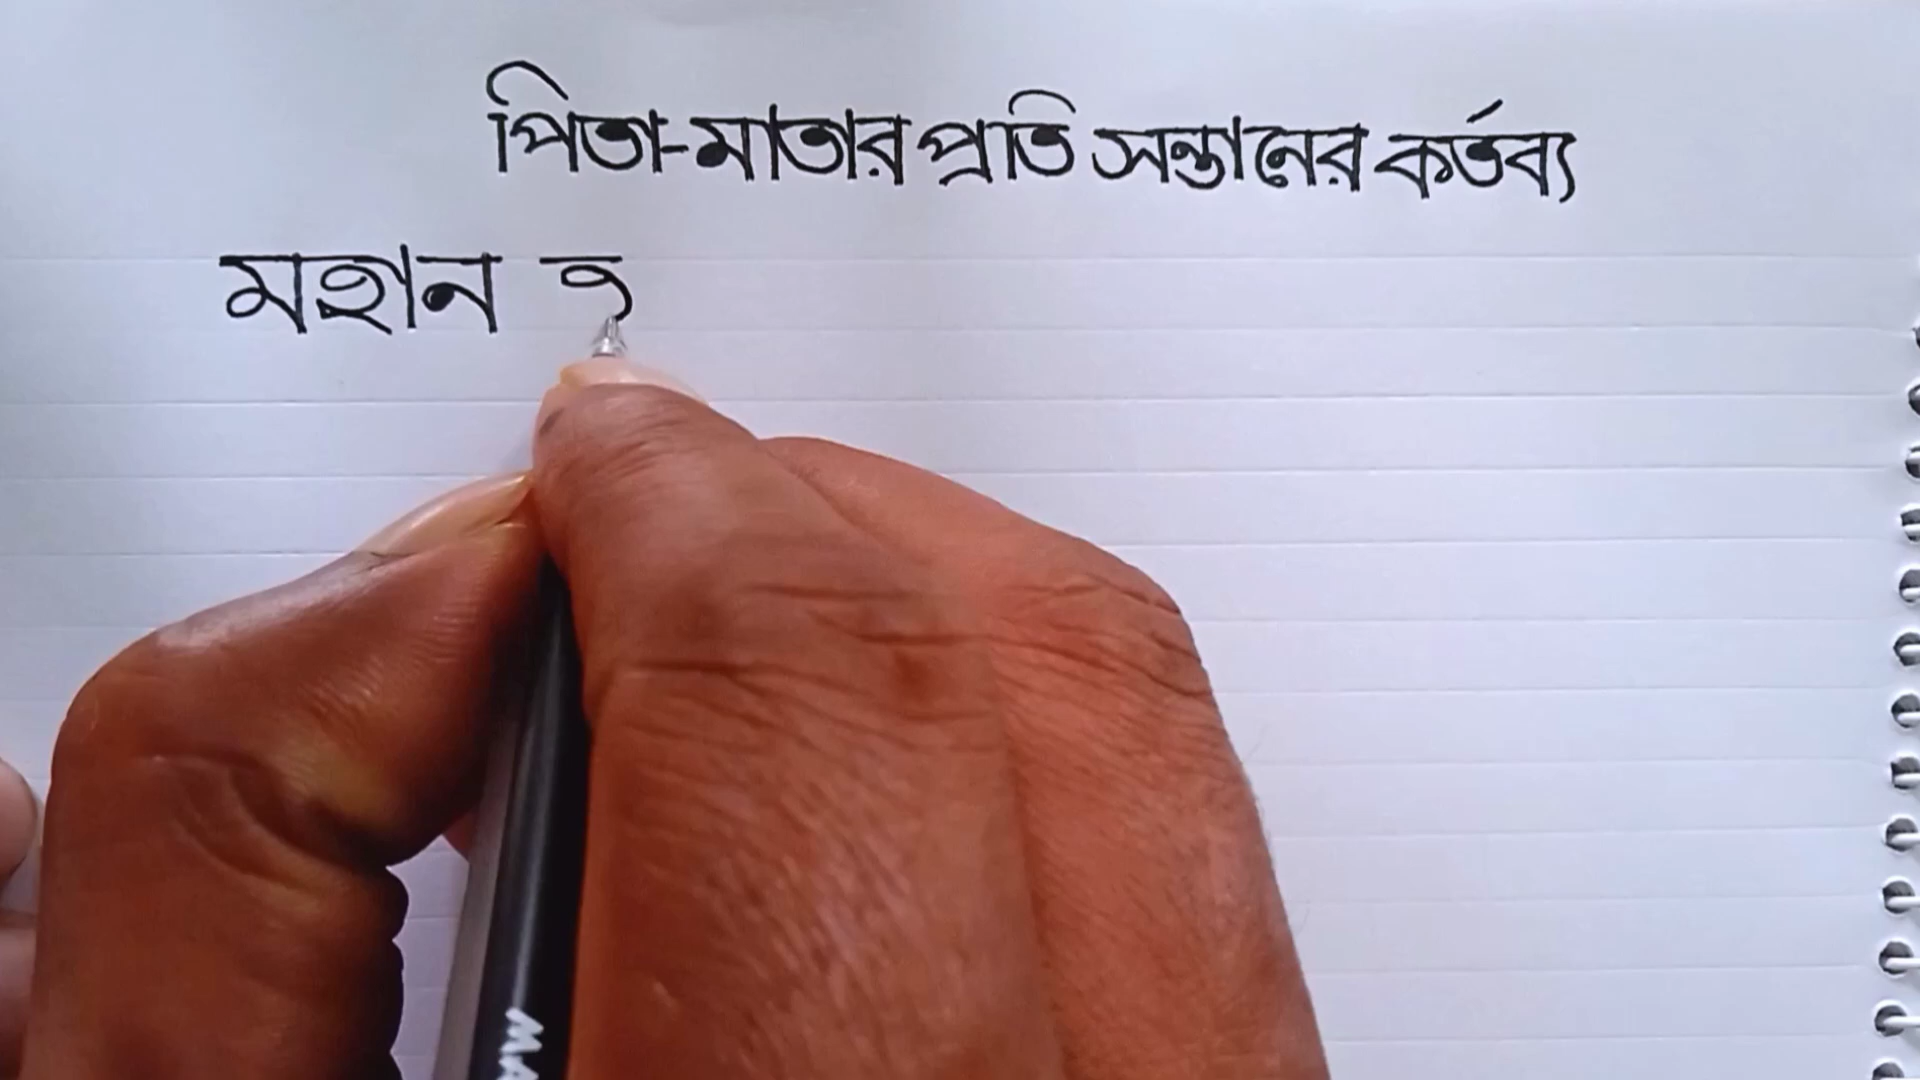 পিতা-মাতার প্রতি সন্তানের কর্তব্য
মহান